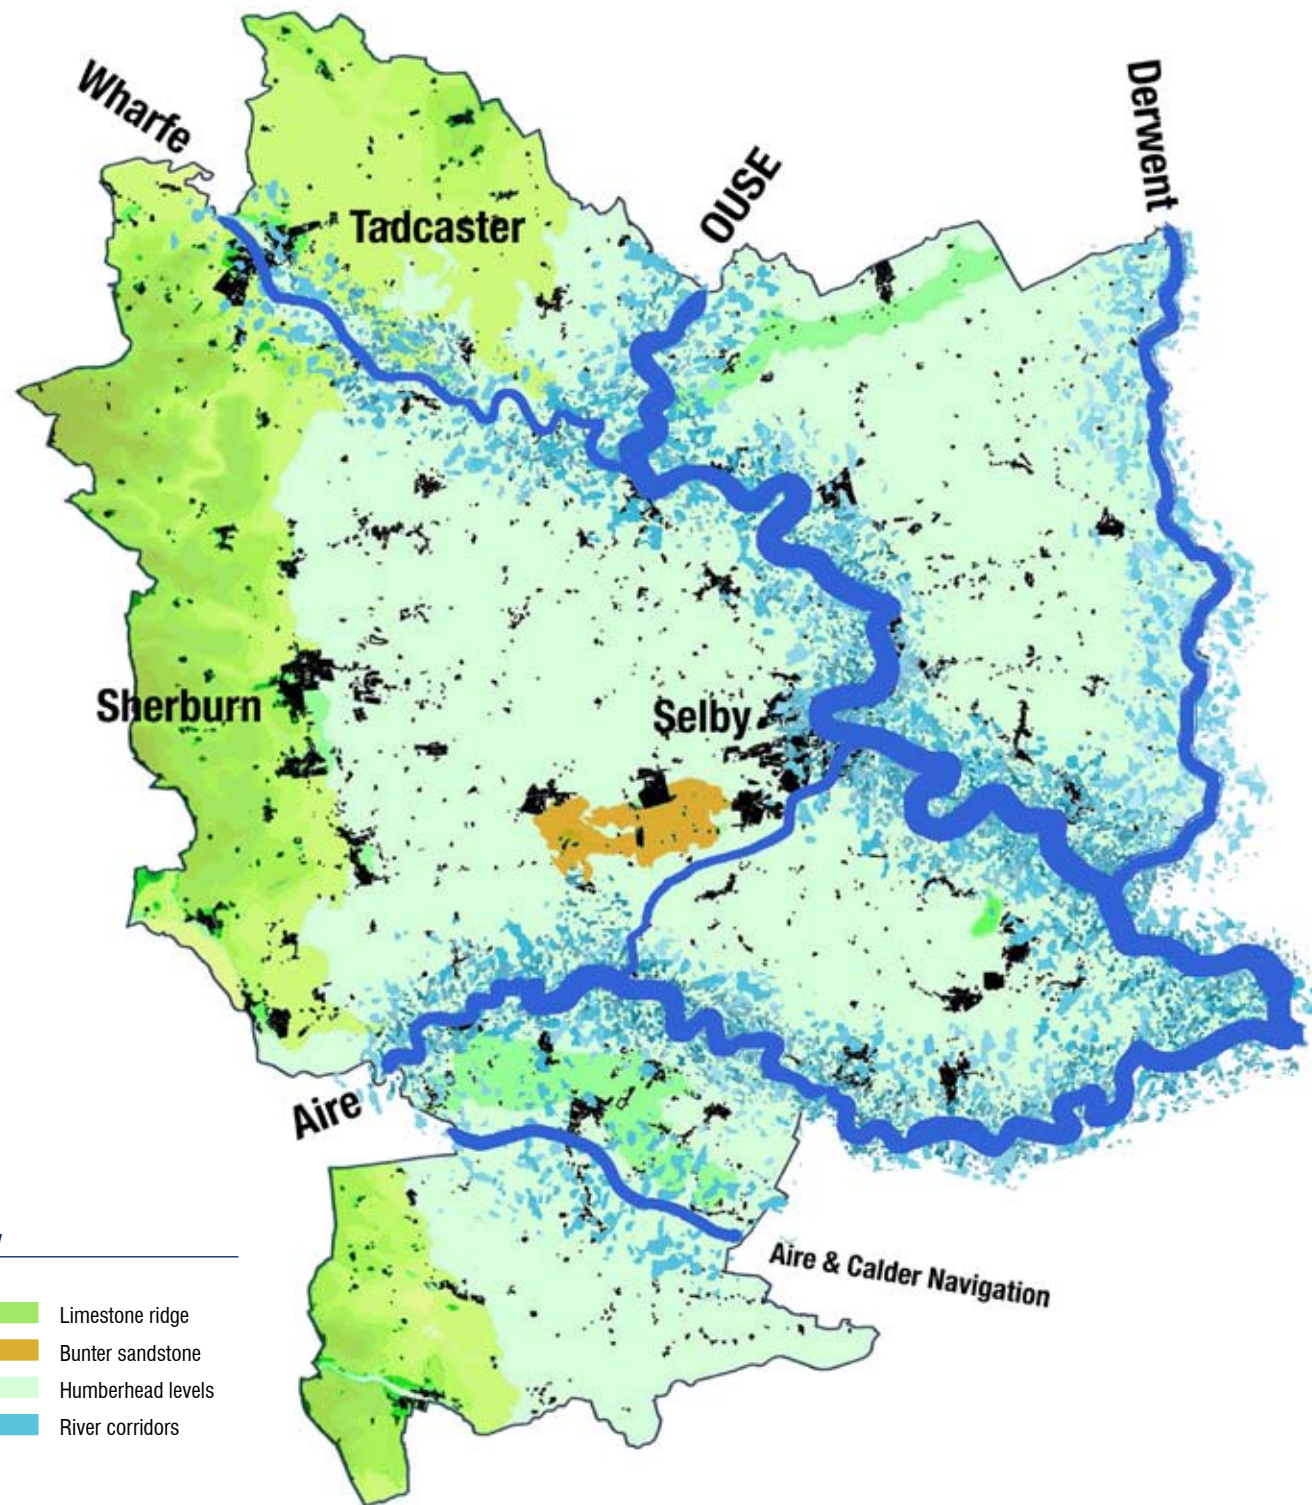 Wharfe
Derwent
OUSE
Tadcaster
Sherburn
Selby
Aire
Aire & Calder Navigation
Limestone ridge
Bunter sandstone
Humberhead levels
River corridors